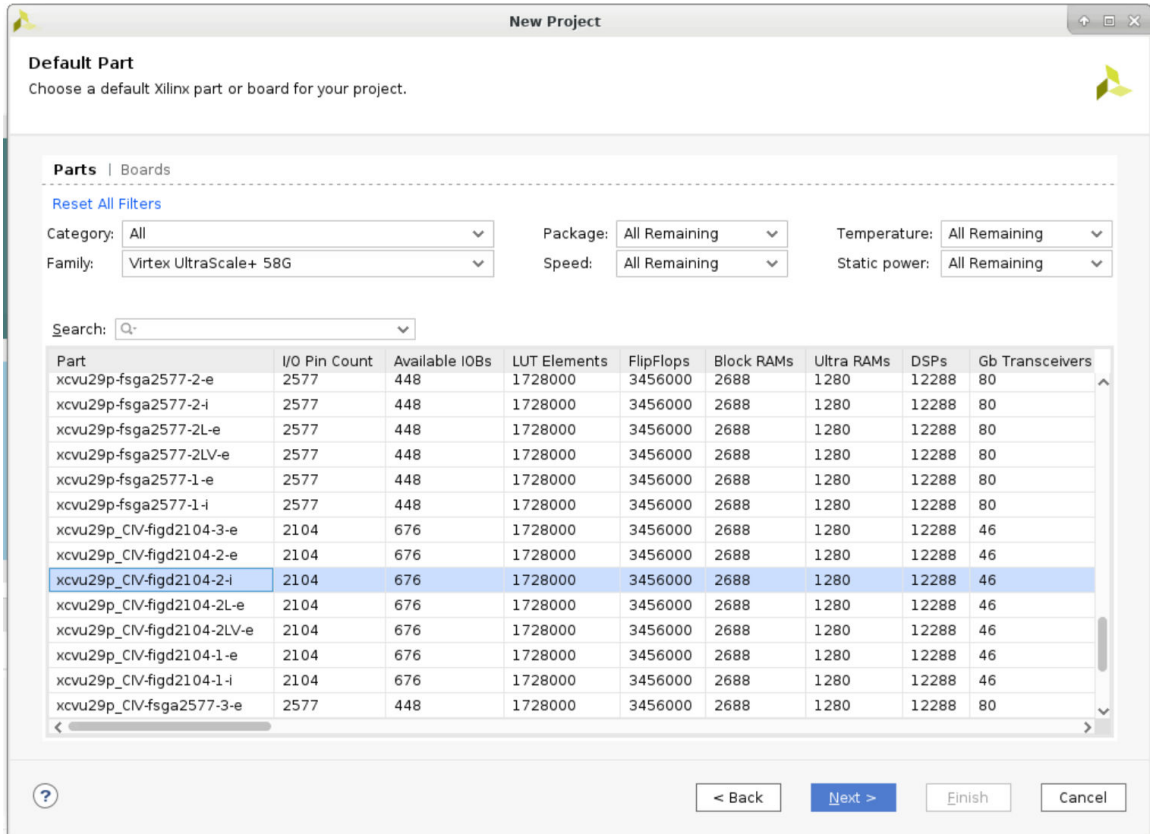 New Project
Default Part
Choose a default Xilinx part or board for your project.
Parts | Boards
Reset All Filters
Category: All Package: All Remaining Temperature: All Remaining
Family: Virtex UltraScale+ 58G Speed: All Remaining Static power: All Remaining
Search: Q-
Part I/O Pin Count Available IOBs LUT Elements FlipFlops Block RAMs Ultra RAMs DSPs Gb Transceivers
xcvu29p-fsga2577-2-e 2577 448 1728000 3456000 2688 1280 12288 80
xcvu29p-fsga2577-2-i 2577 448 1728000 3456000 2688 1280 12288 80
xcvu29p-fsga2577-2L-e 2577 448 1728000 3456000 2688 1280 12288 80
xcvu29p-fsga2577-2LV-e 2577 448 1728000 3456000 2688 1280 12288 80
xcvu29p-fsga2577-1-e 2577 448 1728000 3456000 2688 1280 12288 80
xcvu29p-fsga2577-1-i 2577 448 1728000 3456000 2688 1280 12288 80
xcvu29p_CIV-figd2104-3-e 2104 676 1728000 3456000 2688 1280 12288 46
xcvu29p_CIV-figd2104-2-e 2104 676 1728000 3456000 2688 1280 12288 46
xcvu29p_CIV-figd2104-2-i 2104 676 1728000 3456000 2688 1280 12288 46
xcvu29p_CIV-figd2104-2L-e 2104 676 1728000 3456000 2688 1280 12288 46
xcvu29p_CIV-figd2104-2LV-e 2104 676 1728000 3456000 2688 1280 12288 46
xcvu29p_CIV-figd2104-1-e 2104 676 1728000 3456000 2688 1280 12288 46
xcvu29p_CIV-figd2104-1-i 2104 676 1728000 3456000 2688 1280 12288 46
xcvu29p_CIV-fsga2577-3-e 2577 448 1728000 3456000 2688 1280 12288 80
? < Back Next > Finish Cancel